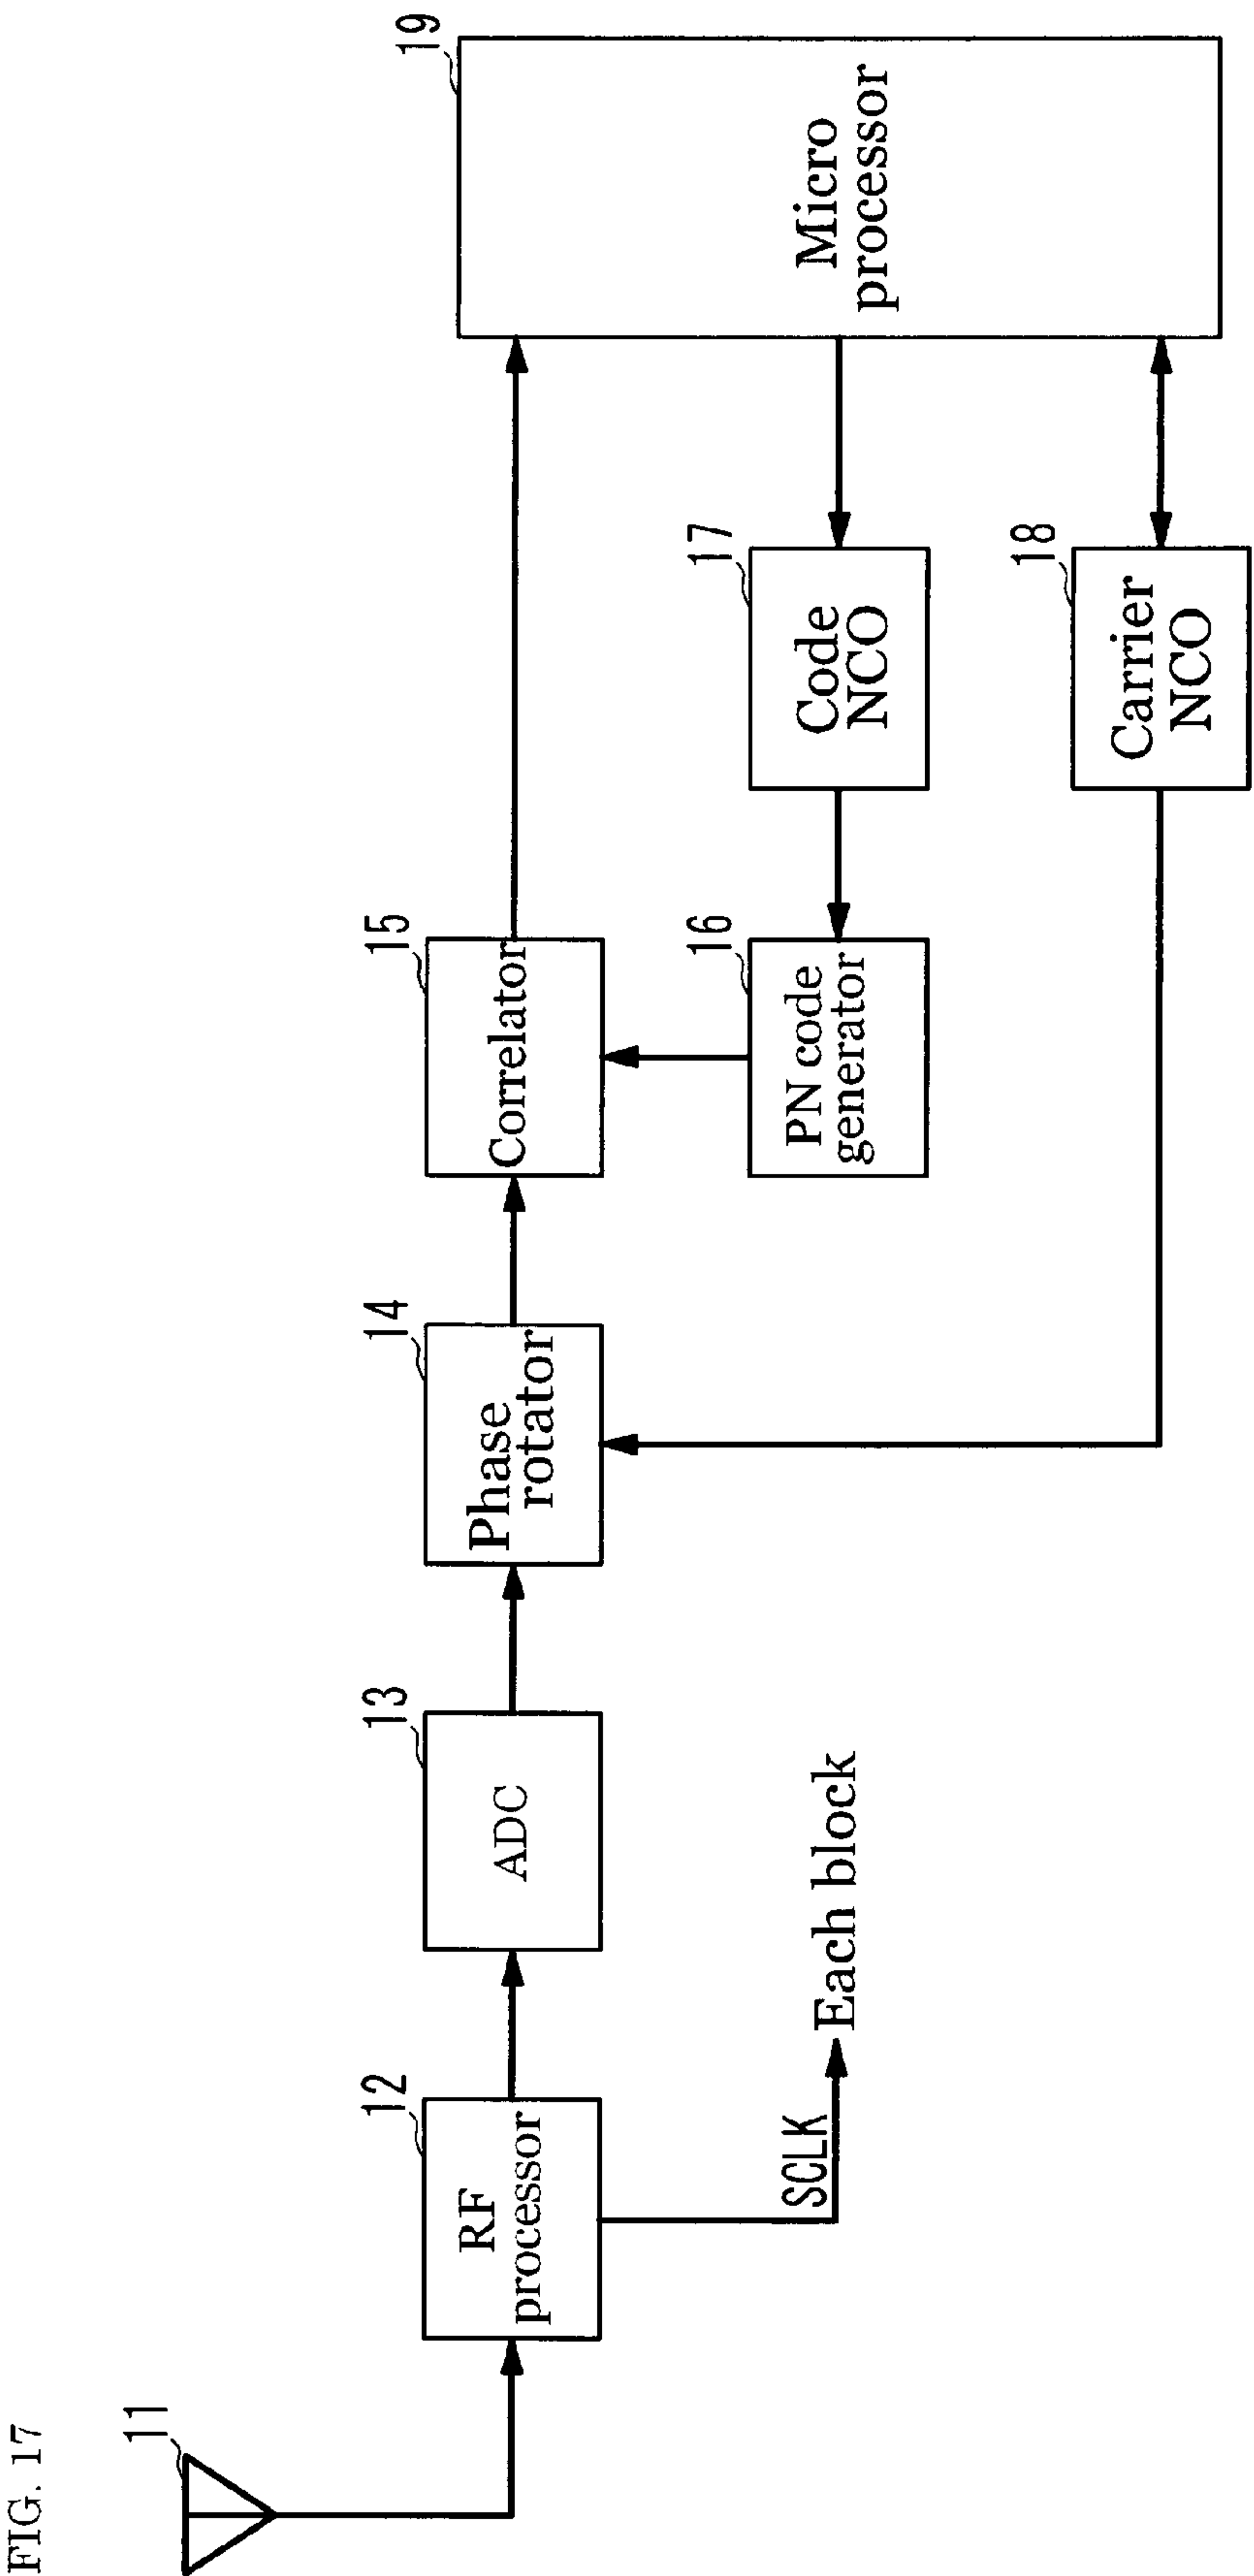 FIG. 17
11
12
RF
processor
SCLK
Each block
13
ADC
14
Phase
rotator
15
Correlator
16
PN code
generator
17
Code
NCO
18
Carrier
NCO
19
Micro
processor